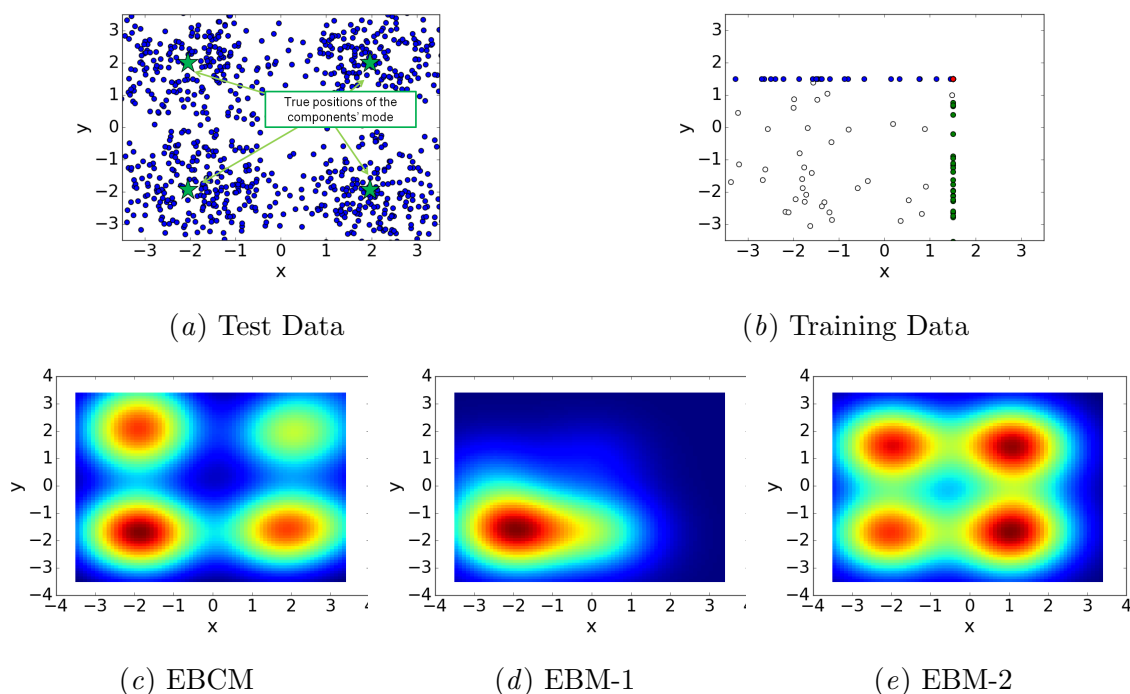 3
2
1
0
−1
−2
−3
y
−3 −2 −1 0 1 2 3
x
True positions of the
components' mode
(a) Test Data
3
2
1
0
−1
−2
−3
y
−3 −2 −1 0 1 2 3
x
(b) Training Data
4
3
2
1
0
−1
−2
−3
−4
y
−4 −3 −2 −1 0 1 2 3
x
(c) EBCM
4
3
2
1
0
−1
−2
−3
−4
y
−4 −3 −2 −1 0 1 2 3
x
(d) EBM-1
4
3
2
1
0
−1
−2
−3
−4
y
−4 −3 −2 −1 0 1 2 3 4
x
(e) EBM-2